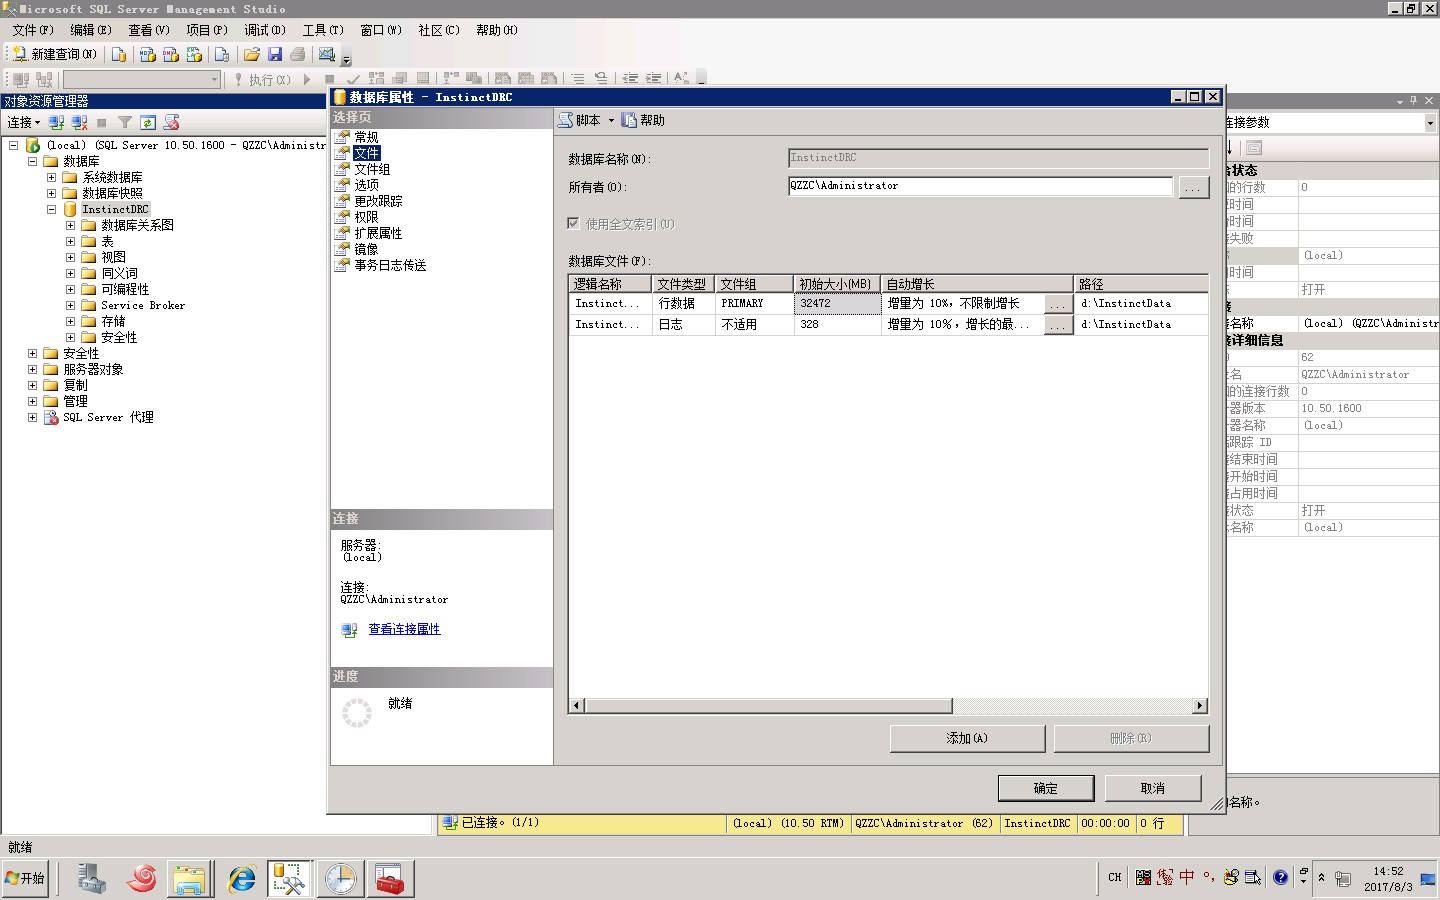 Microsoft SQL Server Management Studio
文件(F) 编辑(E) 查看(V) 项目(P) 调试(D) 工具(T) 窗口(W) 社区(C) 帮助(H)
新建查询(N)
执行(X)
对象资源管理器
连接
(local) (SQL Server 10.50.1600 - QZZC\Administr
数据库
系统数据库
数据库快照
InstinctDRC
数据库关系图
表
视图
同义词
可编程性
Service Broker
存储
安全性
安全性
服务器对象
复制
管理
SQL Server 代理
数据库属性 - InstinctDRC
选择页
常规
文件
文件组
选项
更改跟踪
权限
扩展属性
镜像
事务日志传送
连接
服务器:
(local)
连接:
QZZC\Administrator
查看连接属性
进度
就绪
脚本 帮助
数据库名称(N): InstinctDRC
所有者(O): QZZC\Administrator ...
使用全文索引(U)
数据库文件(F):
逻辑名称 文件类型 文件组 初始大小(MB) 自动增长 路径
Instinct... 行数据 PRIMARY 32472 增量为 10%，不限制增长 ... d:\InstinctData
Instinct... 日志 不适用 328 增量为 10%，增长的最... ... d:\InstinctData
添加(A) 删除(R)
确定 取消
连接参数
状态
的行数 0
时间
时间
失败
(local)
时间
打开
名称 (local) (QZZC\Administr
详细信息
62
名 QZZC\Administrator
的连接行数 0
器版本 10.50.1600
器名称 (local)
跟踪 ID
结束时间
开始时间
占用时间
状态 打开
名称 (local)
名称。
已连接。(1/1) (local) (10.50 RTM) QZZC\Administrator (62) InstinctDRC 00:00:00 0 行
就绪
开始
CH 中 14:52
2017/8/3